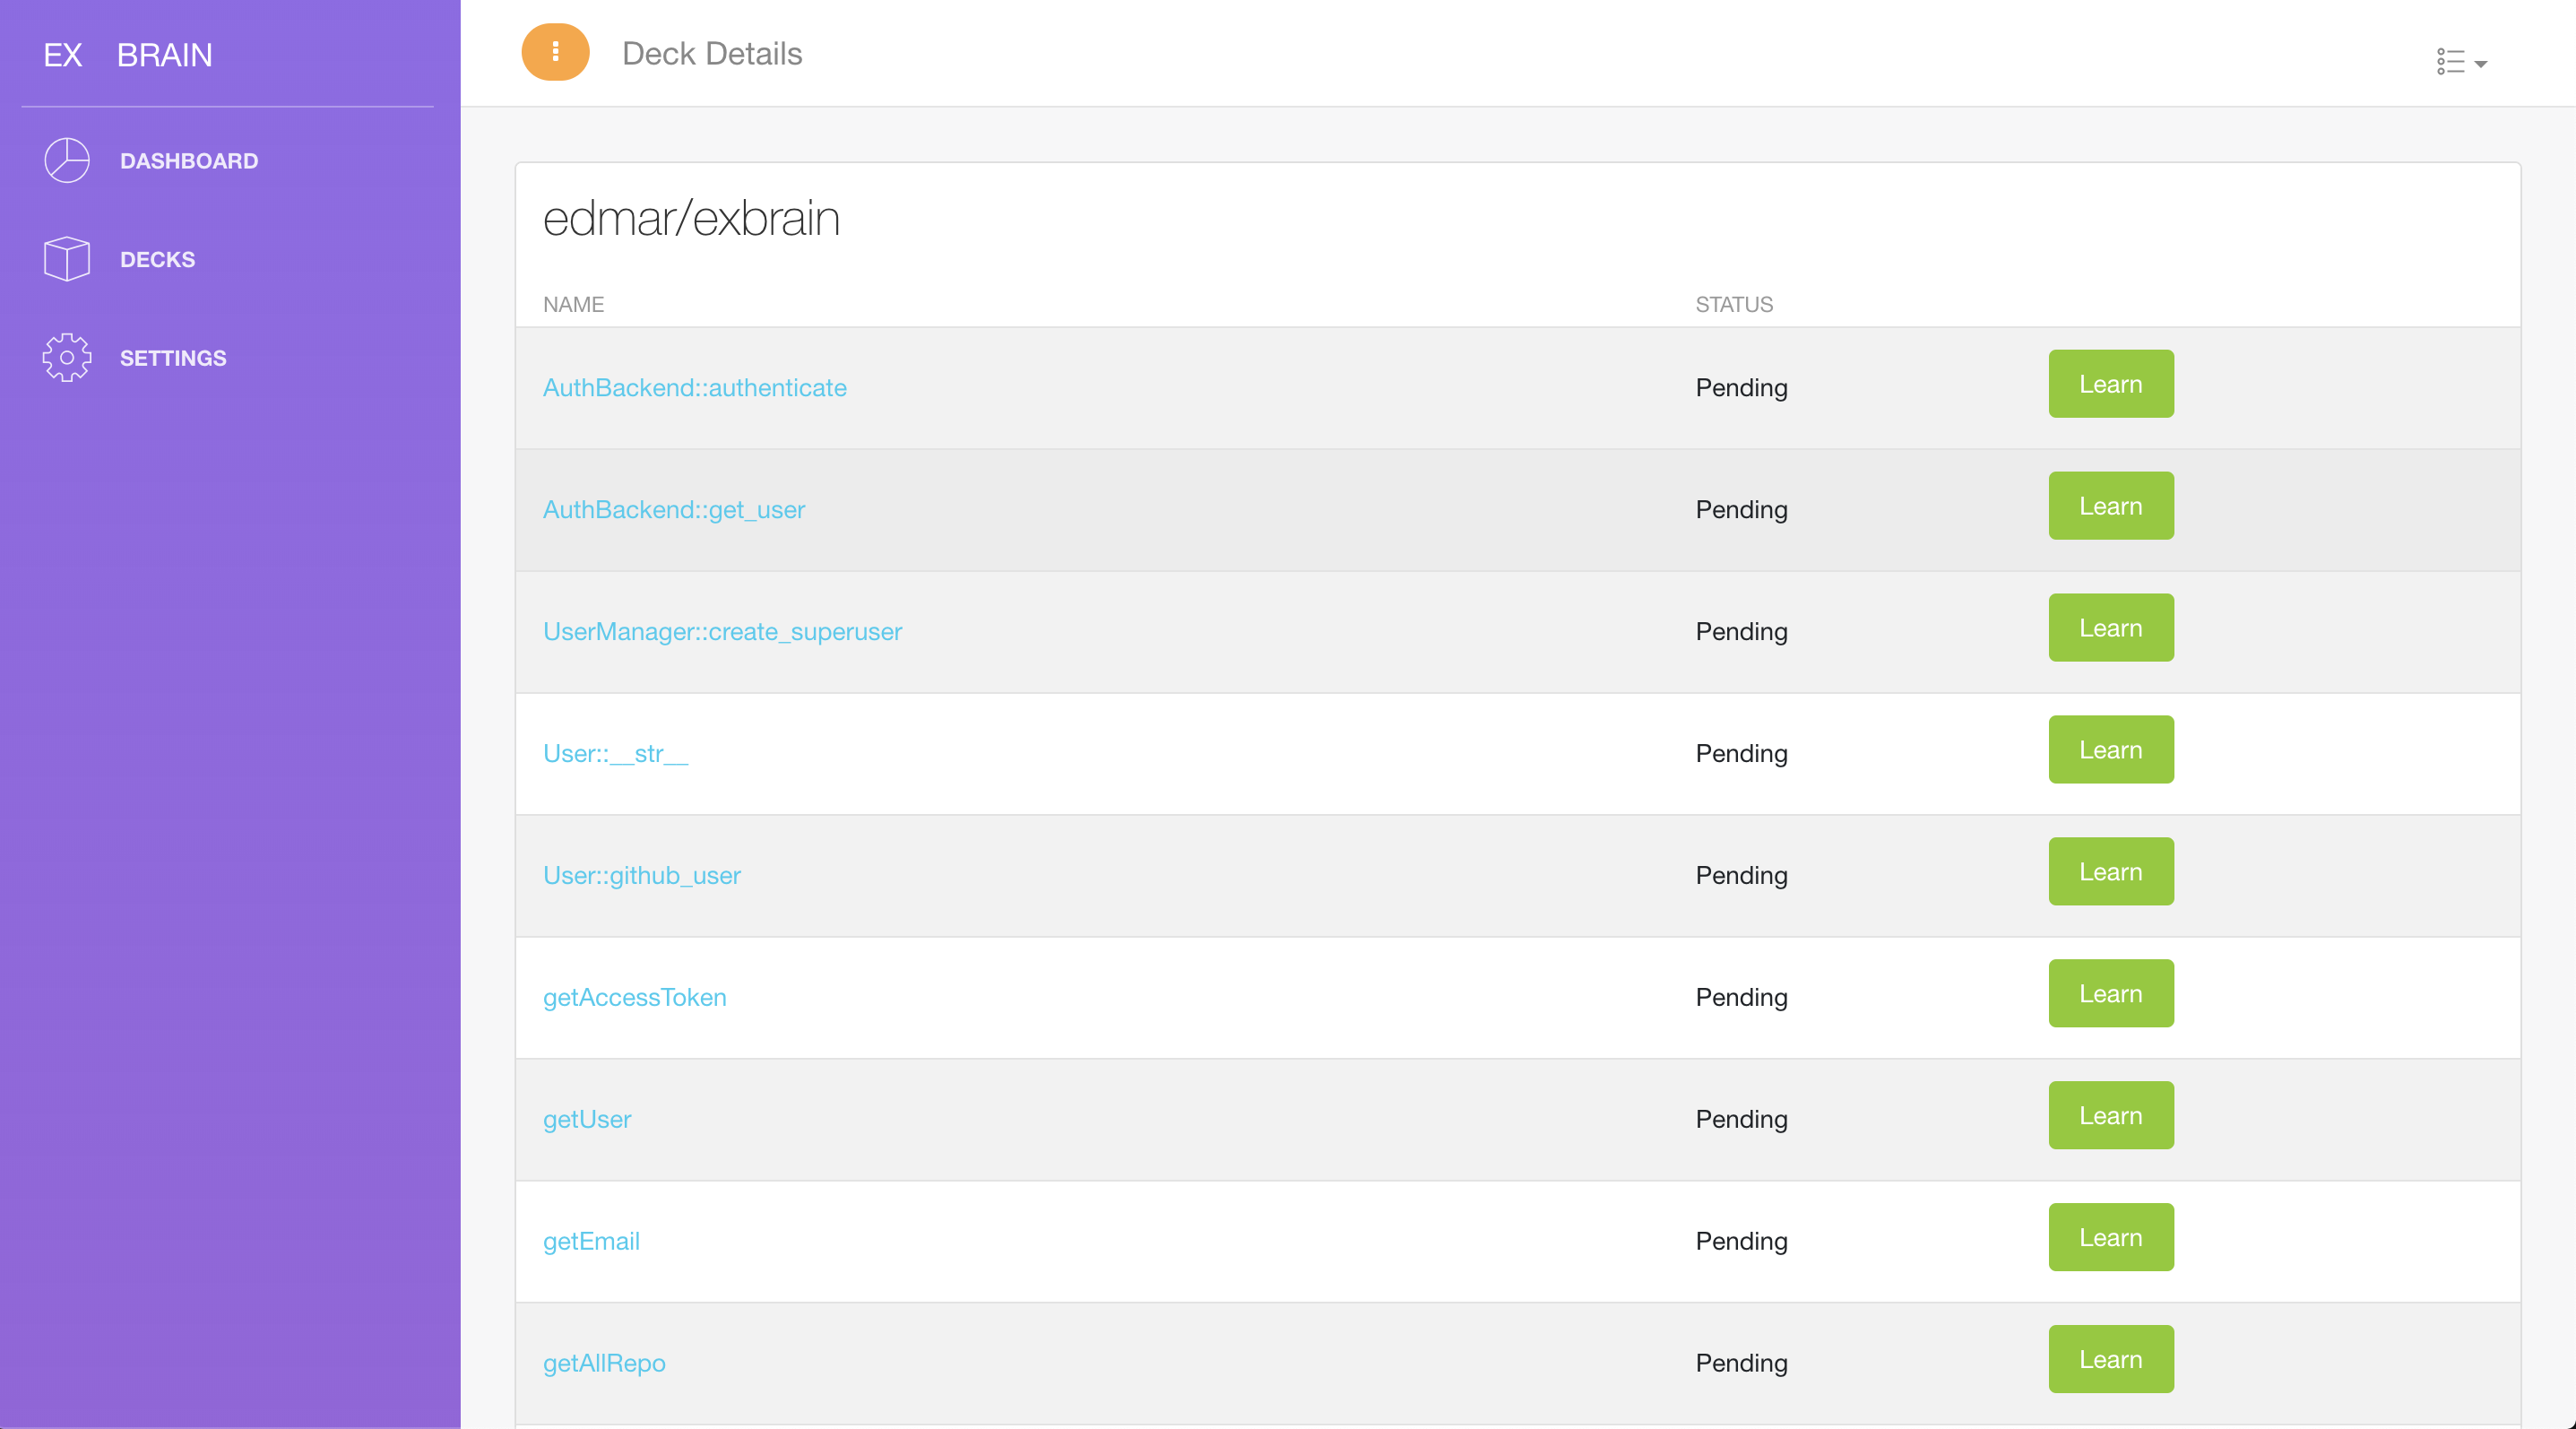 EX BRAIN
DASHBOARD
DECKS
SETTINGS
Deck Details
edmar/exbrain
NAME STATUS
AuthBackend::authenticate Pending Learn
AuthBackend::get_user Pending Learn
UserManager::create_superuser Pending Learn
User::__str__ Pending Learn
User::github_user Pending Learn
getAccessToken Pending Learn
getUser Pending Learn
getEmail Pending Learn
getAllRepo Pending Learn